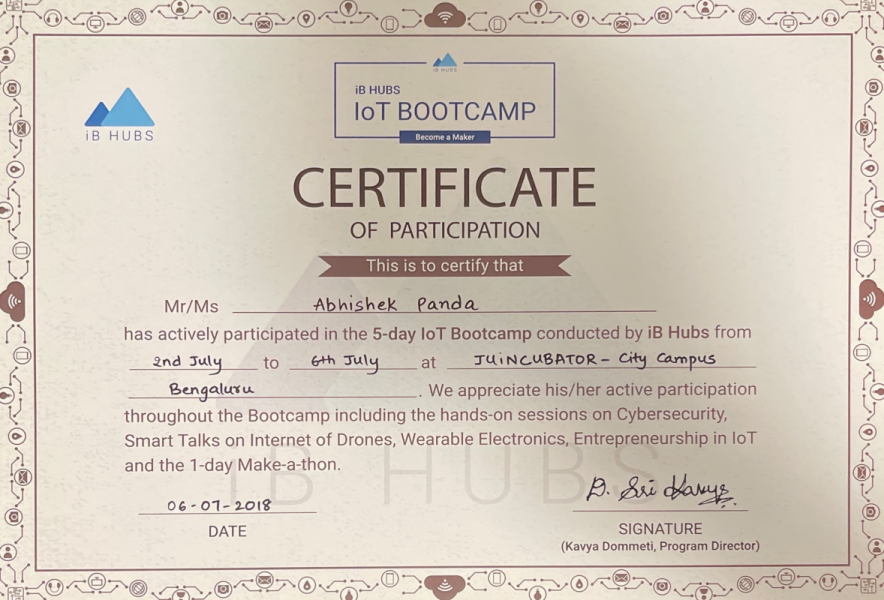 iB HUBS
iB HUBS
iB HUBS
IoT BOOTCAMP
Become a Maker
CERTIFICATE
OF PARTICIPATION
This is to certify that
Mr/Ms Abhishek Panda
has actively participated in the 5-day IoT Bootcamp conducted by iB Hubs from
2nd July to 6th July at JUiNCUBATOR - City Campus
Bengaluru. We appreciate his/her active participation
throughout the Bootcamp including the hands-on sessions on Cybersecurity,
Smart Talks on Internet of Drones, Wearable Electronics, Entrepreneurship in IoT
and the 1-day Make-a-thon.
iB HUBS
D. Sri Kavya
06-07-2018
DATE
SIGNATURE
(Kavya Dommeti, Program Director)